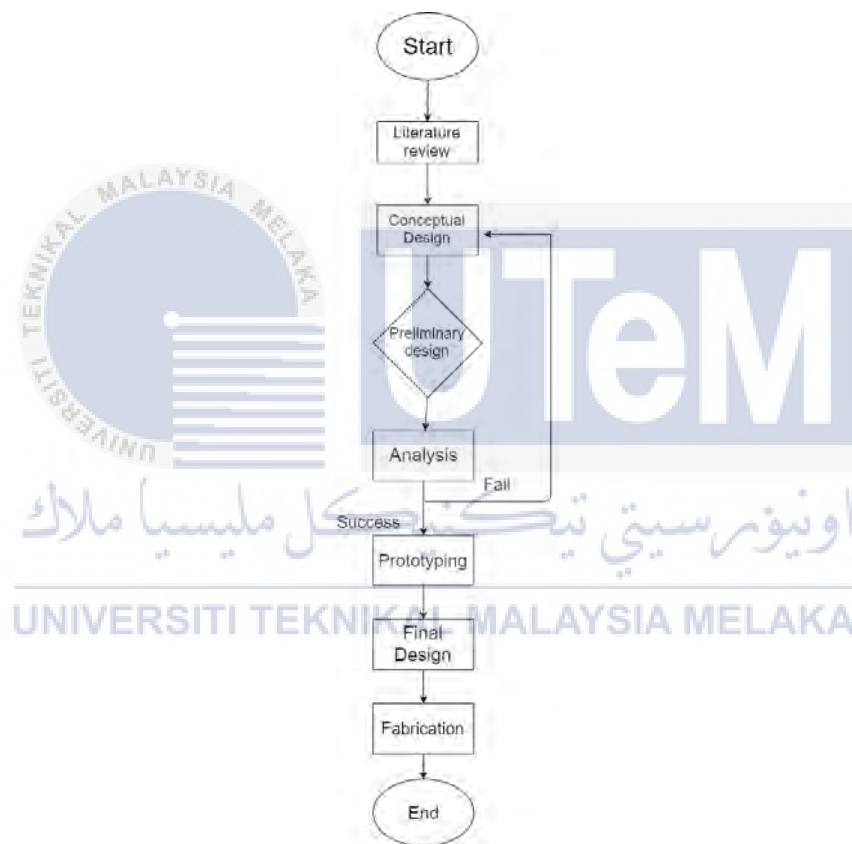 Start
Literature
review
UNIVERSITI TEKNIKAL MALAYSIA MELAKA
Conceptual
Design
UTeM
Preliminary
design
Analysis
Fail
Success
اونيورسيتي تيكنيكل مليسيا ملاك
Prototyping
UNIVERSITI TEKNIKAL MALAYSIA MELAKA
Final
Design
Fabrication
End